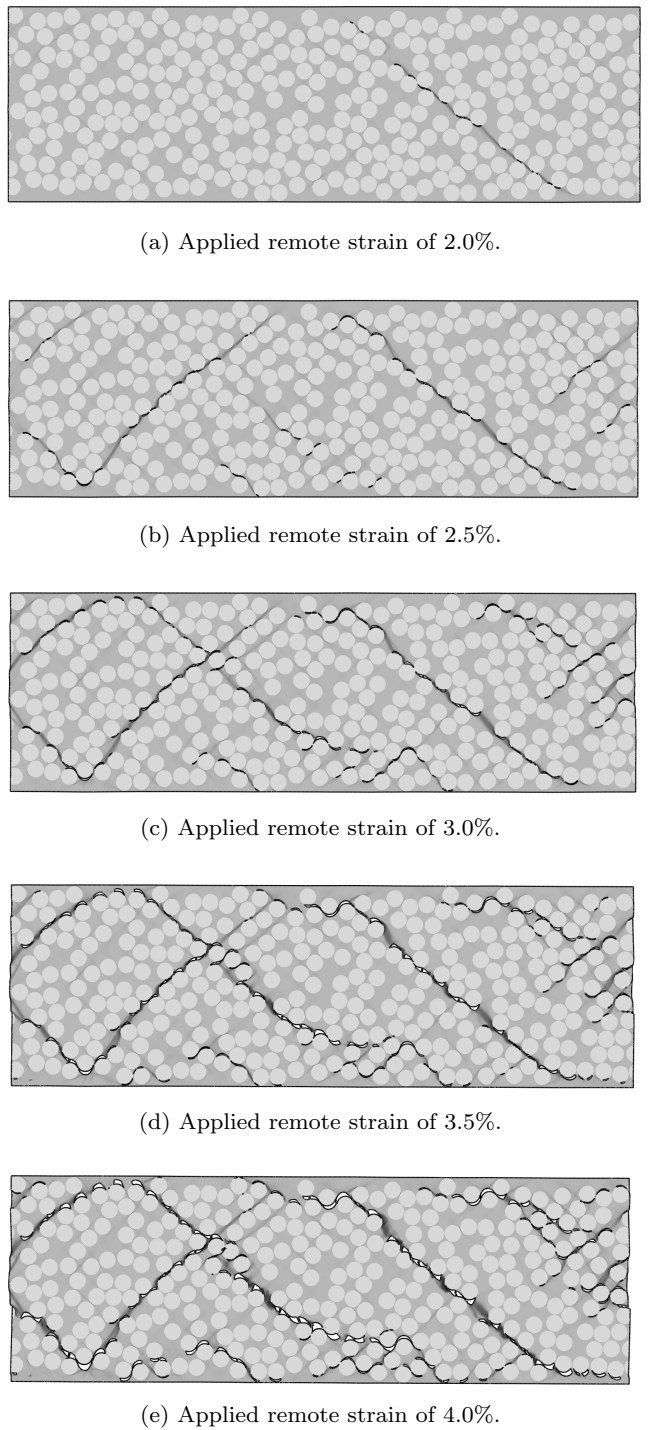 (a) Applied remote strain of 2.0%.
(b) Applied remote strain of 2.5%.
(c) Applied remote strain of 3.0%.
(d) Applied remote strain of 3.5%.
(e) Applied remote strain of 4.0%.